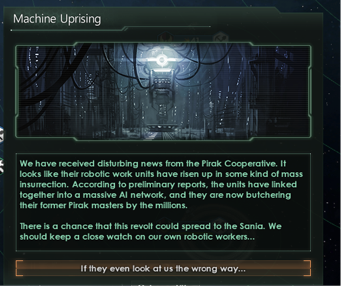 Machine Uprising
We have received disturbing news from the Pirak Cooperative. It
looks like their robotic work units have risen up in some kind of mass
insurrection. According to preliminary reports, the units have linked
together into a massive AI network, and they are now butchering
their former Pirak masters by the millions.
There is a chance that this revolt could spread to the Sania. We
should keep a close watch on our own robotic workers...
If they even look at us the wrong way...